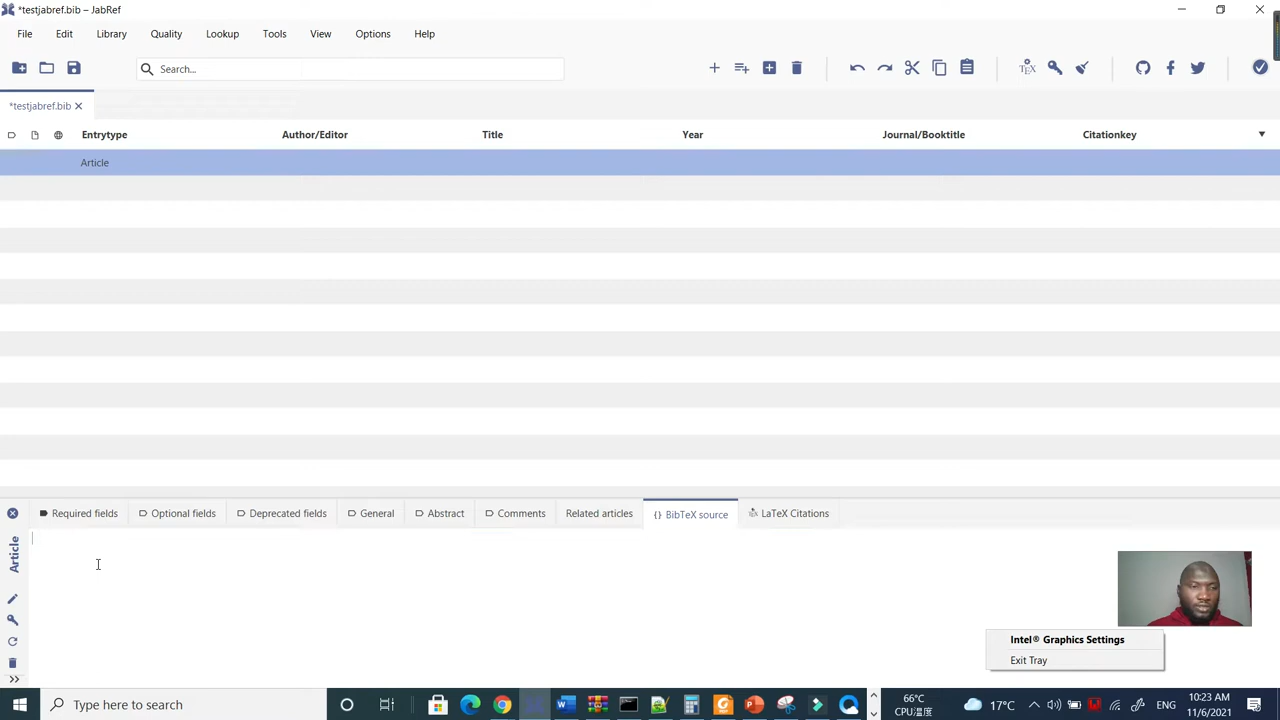 *testjabref.bib – JabRef
File Edit Library Quality Lookup Tools View Options Help
Search...
TEX
*testjabref.bib
Entrytype Author/Editor Title Year Journal/Booktitle Citationkey
Article
Required fields Optional fields Deprecated fields General Abstract Comments Related articles {} BibTeX source LaTeX Citations
Article
Intel® Graphics Settings
Exit Tray
Type here to search
66°C
CPU温度
17°C
ENG
10:23 AM
11/6/2021